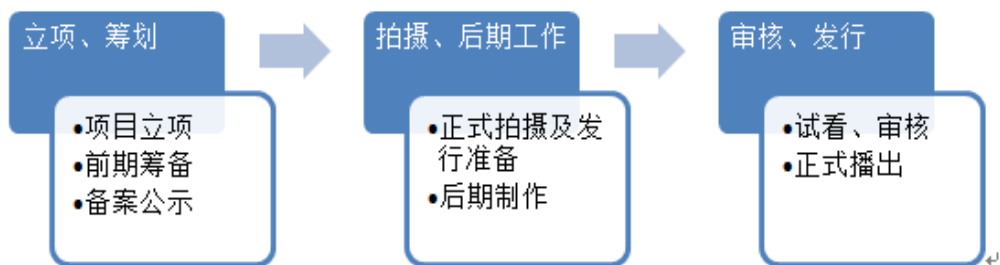 立项、筹划
•项目立项
•前期筹备
•备案公示
拍摄、后期工作
•正式拍摄及发
行准备
•后期制作
审核、发行
•试看、审核
•正式播出